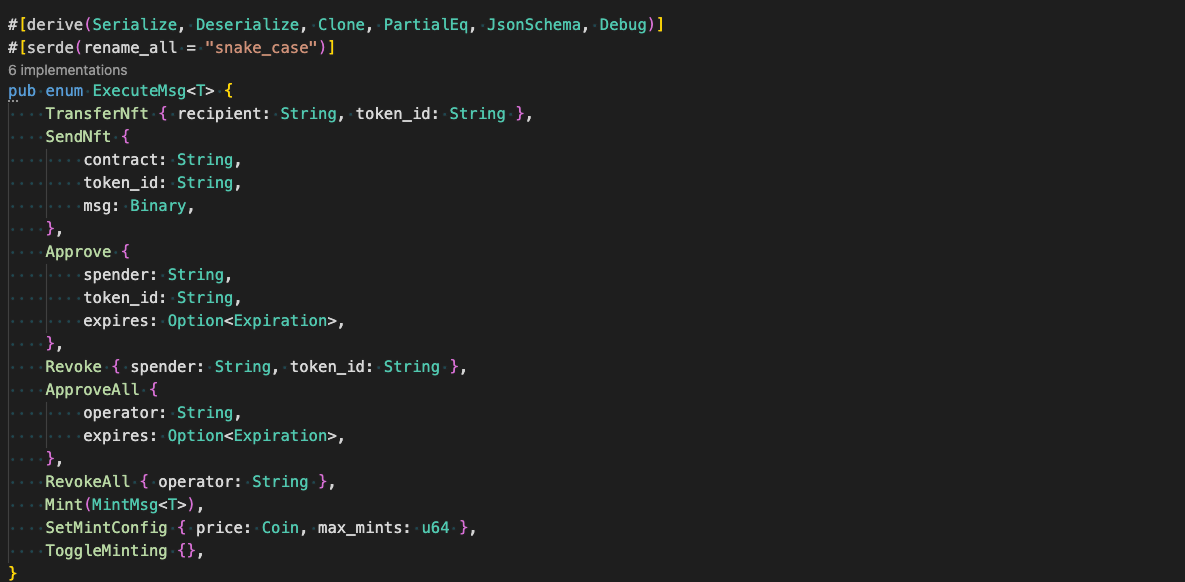 #[derive(Serialize, Deserialize, Clone, PartialEq, JsonSchema, Debug)]
#[serde(rename_all = "snake_case")]
6 implementations
pub enum ExecuteMsg<T> {
    TransferNft { recipient: String, token_id: String },
    SendNft {
        contract: String,
        token_id: String,
        msg: Binary,
    },
    Approve {
        spender: String,
        token_id: String,
        expires: Option<Expiration>,
    },
    Revoke { spender: String, token_id: String },
    ApproveAll {
        operator: String,
        expires: Option<Expiration>,
    },
    RevokeAll { operator: String },
    Mint(MintMsg<T>),
    SetMintConfig { price: Coin, max_mints: u64 },
    ToggleMinting {},
}